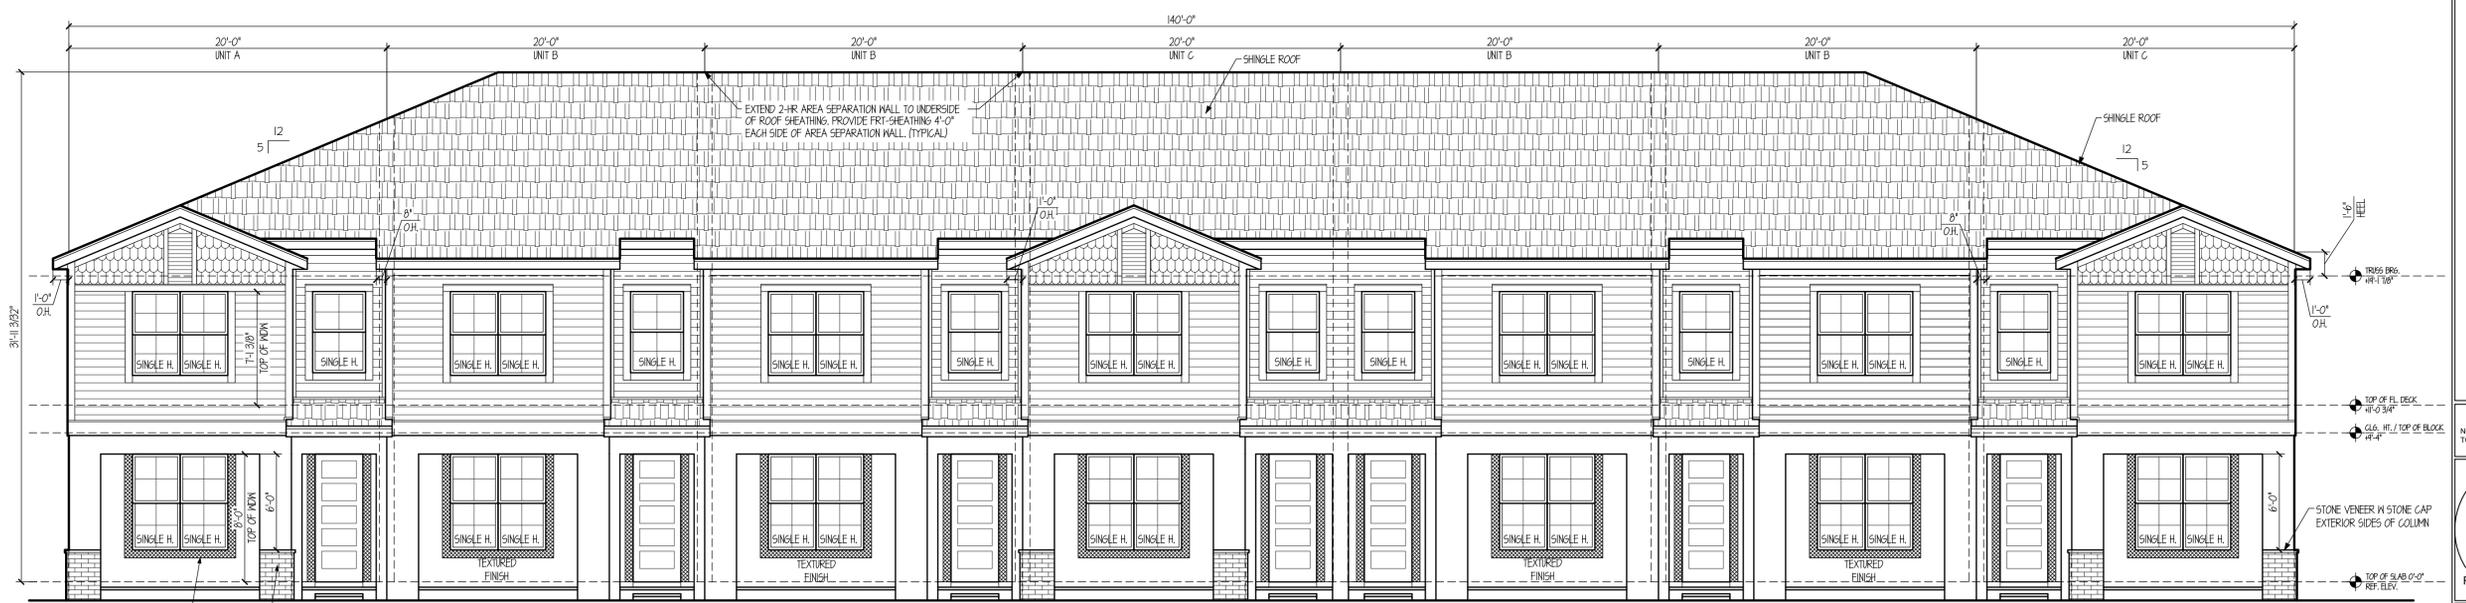 140'-0"
20'-0" 20'-0" 20'-0" 20'-0" 20'-0" 20'-0" 20'-0"
UNIT A UNIT B UNIT B UNIT C UNIT B UNIT B UNIT C
SHINGLE ROOF
EXTEND 2-HR AREA SEPARATION WALL TO UNDERSIDE
OF ROOF SHEATHING. PROVIDE FRT-SHEATHING 4'-0"
EACH SIDE OF AREA SEPARATION WALL. (TYPICAL)
SHINGLE ROOF
12
5
12
5
8"
O.H.
1'-0"
O.H.
8"
O.H.
1'-6"
HEEL
TRUSS BRG.
+19'-1 7/8"
1'-0"
O.H.
1'-0"
O.H.
31'-11 3/32"
7'-1 3/8"
TOP OF WDW
SINGLE H. SINGLE H. SINGLE H. SINGLE H. SINGLE H. SINGLE H. SINGLE H. SINGLE H. SINGLE H. SINGLE H. SINGLE H. SINGLE H. SINGLE H. SINGLE H. SINGLE H. SINGLE H. SINGLE H. SINGLE H. SINGLE H. SINGLE H. SINGLE H.
TOP OF FL. DECK
+11'-0 3/4"
CLG. HT. / TOP OF BLOCK
+9'-4"
8'-0"
TOP OF WDW
6'-0"
6'-0"
STONE VENEER W STONE CAP
EXTERIOR SIDES OF COLUMN
SINGLE H. SINGLE H. SINGLE H. SINGLE H. SINGLE H. SINGLE H. SINGLE H. SINGLE H. SINGLE H. SINGLE H. SINGLE H. SINGLE H. SINGLE H. SINGLE H.
TEXTURED
FINISH
TEXTURED
FINISH
TEXTURED
FINISH
TEXTURED
FINISH
TOP OF SLAB 0'-0"
REF. ELEV.